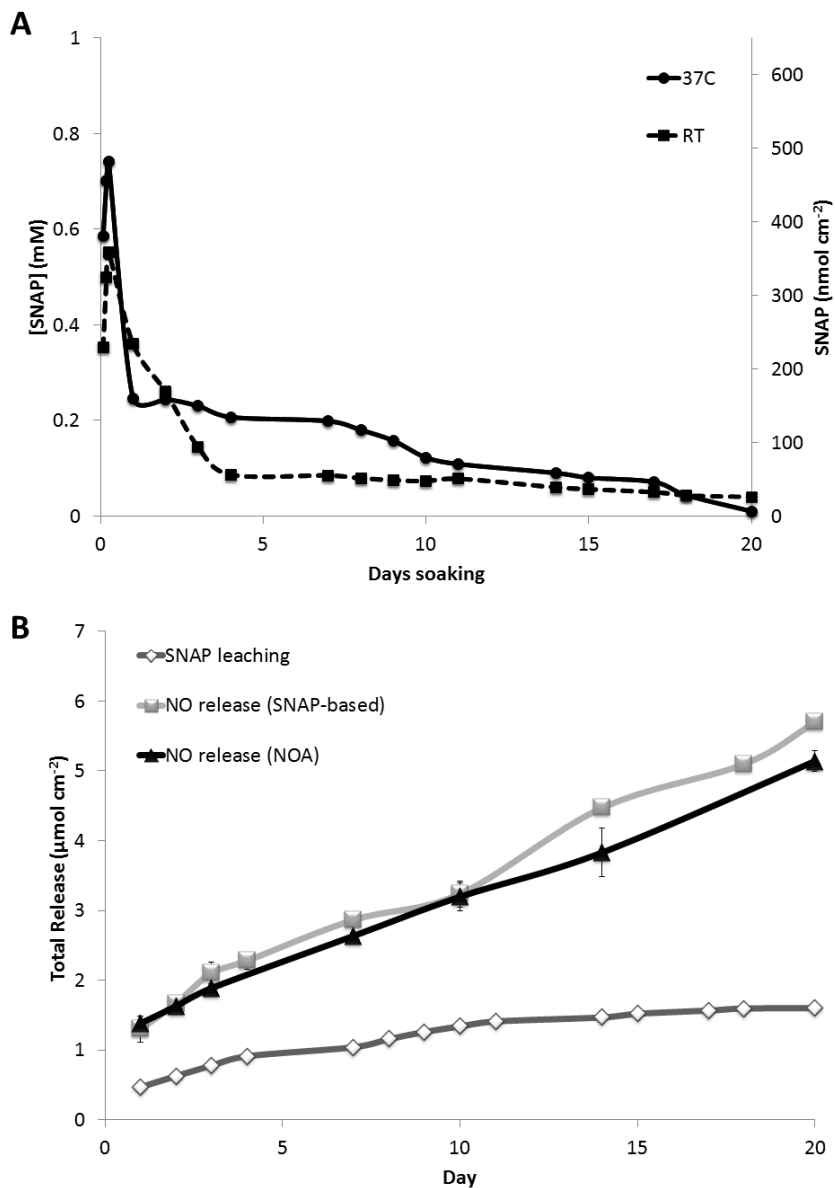 A
1
0.8
0.6
0.4
0.2
0
[SNAP] (mM)
600
500
400
300
200
100
0
SNAP (nmol cm⁻²)
37C
RT
0 5 10 15 20
Days soaking
B
7
6
5
4
3
2
1
0
Total Release (µmol cm⁻²)
SNAP leaching
NO release (SNAP-based)
NO release (NOA)
0 5 10 15 20
Day